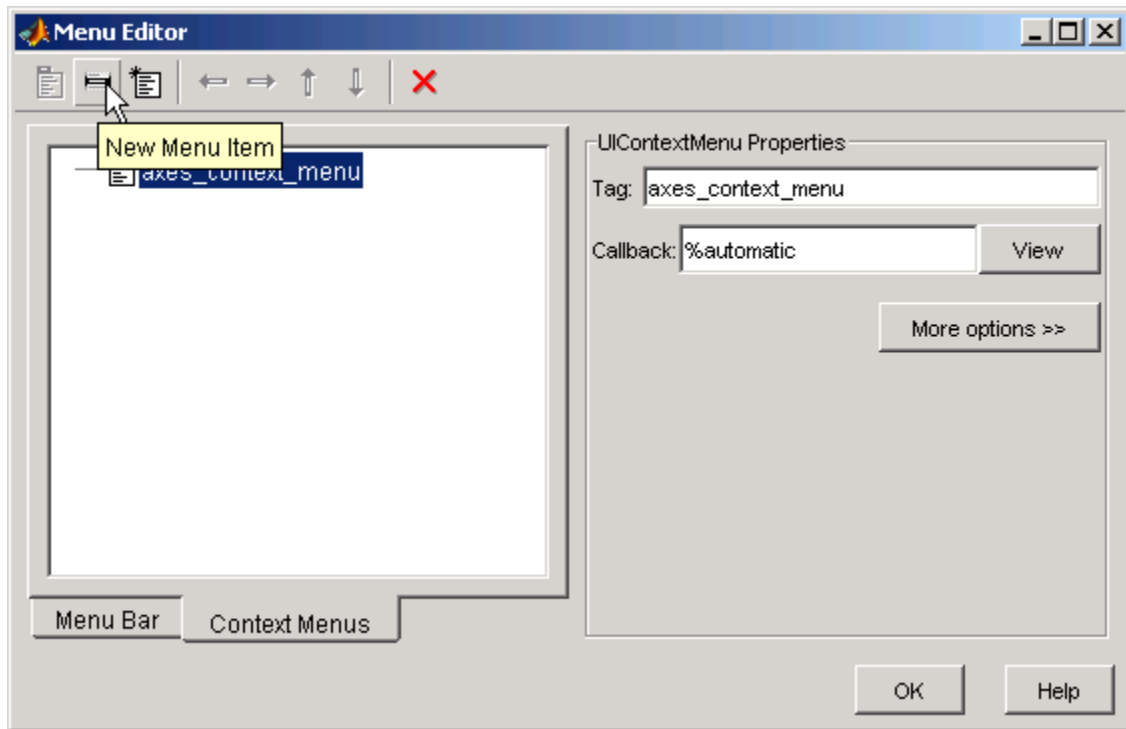 Menu Editor
New Menu Item
axes_context_menu
UIContextMenu Properties
Tag: axes_context_menu
Callback: %automatic View
More options >>
Menu Bar Context Menus
OK Help